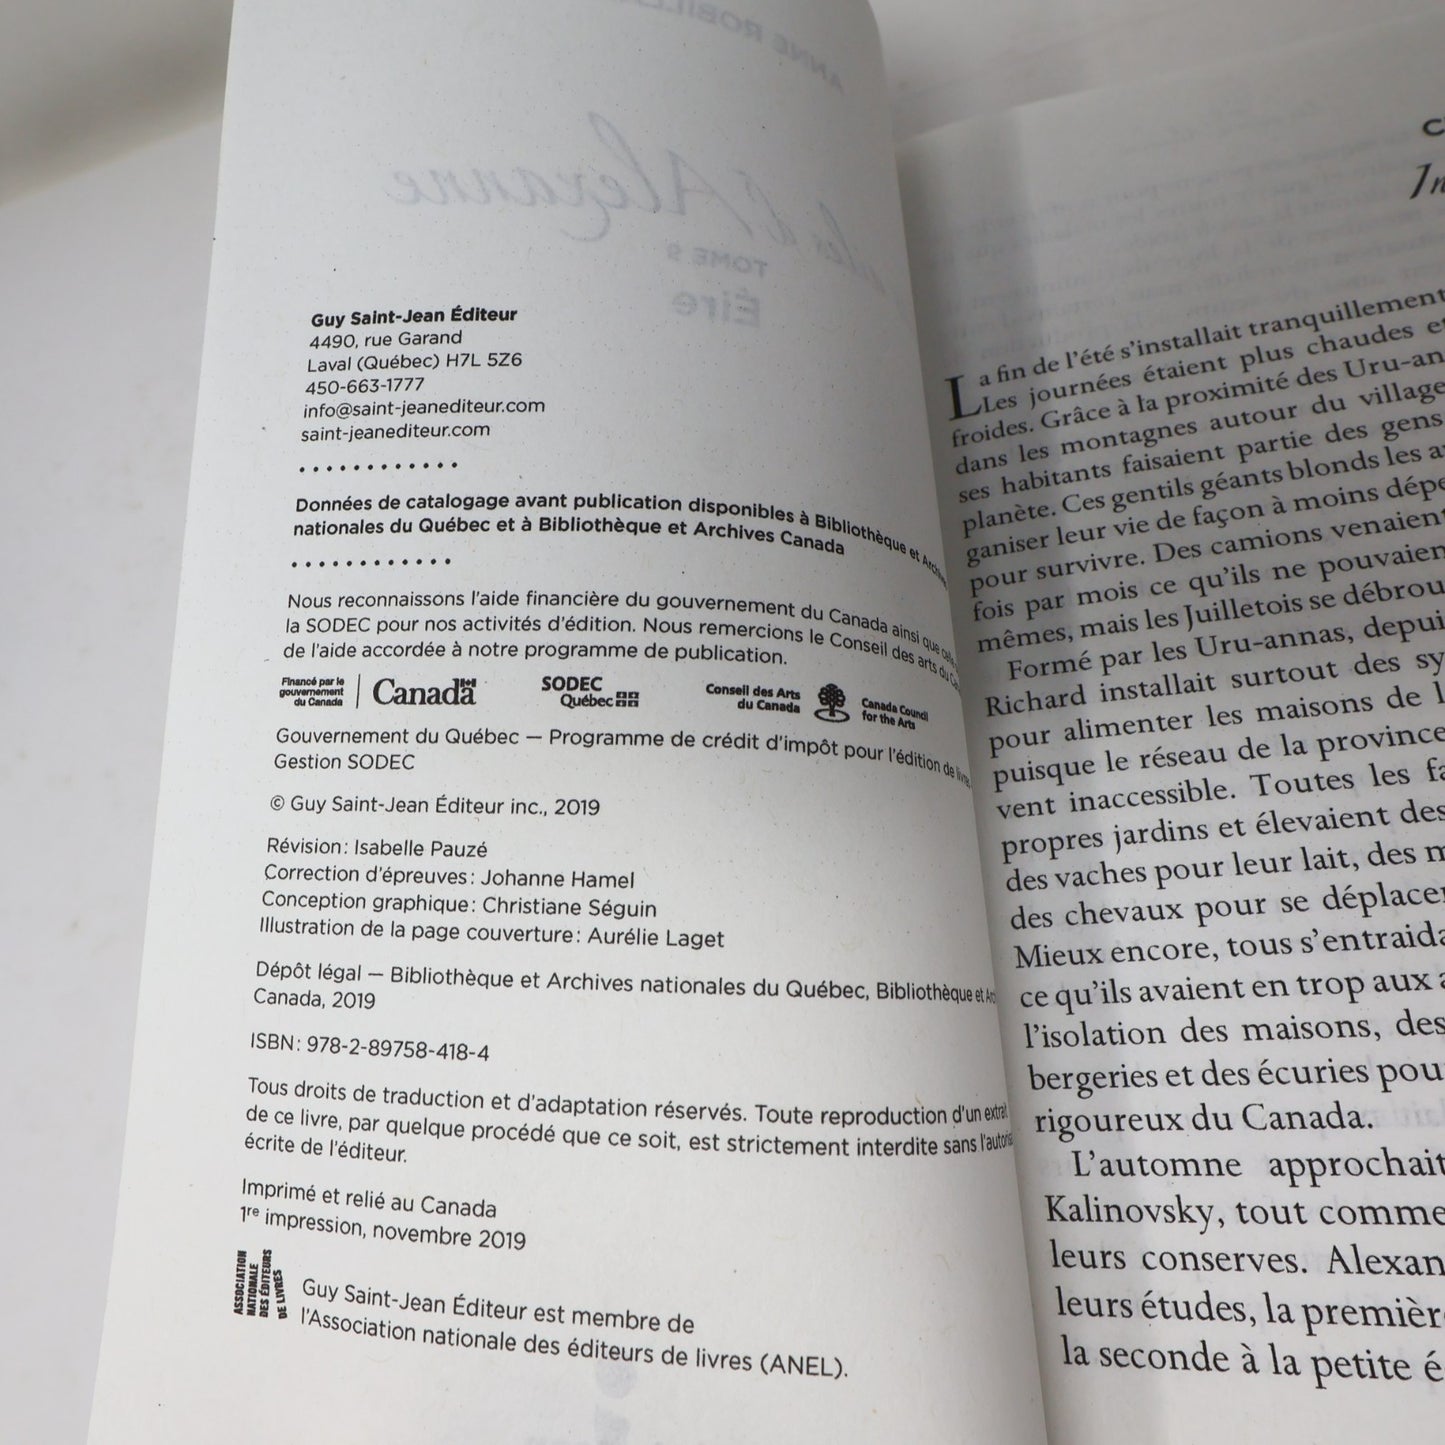 Guy Saint-Jean Éditeur
4490, rue Garand
Laval (Québec) H7L 5Z6
450-663-1777
info@saint-jeanediteur.com
saint-jeanediteur.com
Données de catalogage avant publication disponibles à Bibliothèque et
nationales du Québec et à Bibliothèque et Archives Canada
Nous reconnaissons l'aide financière du gouvernement du Canada ainsi que
la SODEC pour nos activités d'édition. Nous remercions le Conseil des arts du
de l'aide accordée à notre programme de publication.
Financé par le
gouvernement
du Canada
Canada
SODEC
Québec
Conseil des Arts
du Canada
Canada Council
for the Arts
Gouvernement du Québec — Programme de crédit d'impôt pour l'édition de
Gestion SODEC
© Guy Saint-Jean Éditeur inc., 2019
Révision : Isabelle Pauzé
Correction d'épreuves : Johanne Hamel
Conception graphique : Christiane Séguin
Illustration de la page couverture : Aurélie Laget
Dépôt légal — Bibliothèque et Archives nationales du Québec, Bibliothèque et
Canada, 2019
ISBN : 978-2-89758-418-4
Tous droits de traduction et d'adaptation réservés. Toute reproduction d'un
de ce livre, par quelque procédé que ce soit, est strictement interdite sans
écrite de l'éditeur.
Imprimé et relié au Canada
1re impression, novembre 2019
ASSOCIATION
NATIONALE
DES ÉDITEURS
DE LIVRES
Guy Saint-Jean Éditeur est membre de
l'Association nationale des éditeurs de livres (ANEL).
La fin de l'été s'installait tranquillement
Les journées étaient plus chaudes
froides. Grâce à la proximité des
dans les montagnes autour du village
ses habitants faisaient partie des gens
planète. Ces gentils géants blonds les
ganiser leur vie de façon à moins
pour survivre. Des camions venaient
fois par mois ce qu'ils ne
mêmes, mais les Juilletois se
Formé par les Uru-annas,
Richard installait surtout des
pour alimenter les maisons de
puisque le réseau de la province
vent inaccessible. Toutes les
propres jardins et élevaient des
des vaches pour leur lait, des
des chevaux pour se
Mieux encore, tous
ce qu'ils avaient en trop aux
l'isolation des maisons, des
bergeries et des écuries
rigoureux du Canada.
L'automne approchait
Kalinovsky, tout comme
leurs conserves.
leurs études, la
la seconde à la petite